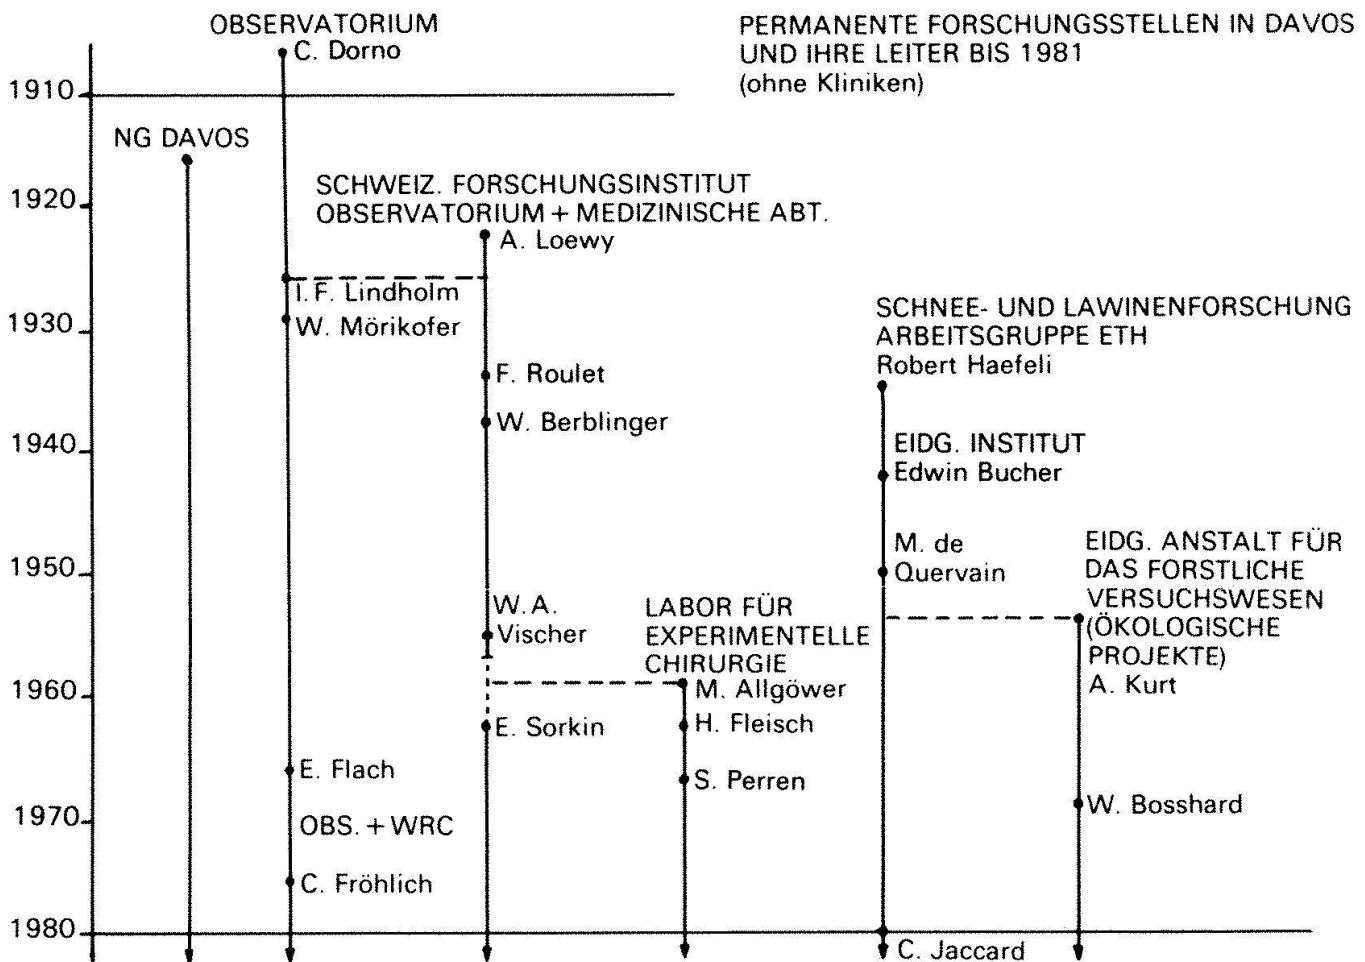 OBSERVATORIUM
C. Dorno
PERMANENTE FORSCHUNGSSTELLEN IN DAVOS
UND IHRE LEITER BIS 1981
(ohne Kliniken)
1910
NG DAVOS
1920
SCHWEIZ. FORSCHUNGSINSTITUT
OBSERVATORIUM + MEDIZINISCHE ABT.
A. Loewy
I. F. Lindholm
1930
W. Mörikofer
SCHNEE- UND LAWINENFORSCHUNG
ARBEITSGRUPPE ETH
Robert Haefeli
F. Roulet
W. Berblinger
1940
EIDG. INSTITUT
Edwin Bucher
1950
M. de
Quervain
EIDG. ANSTALT FÜR
DAS FORSTLICHE
VERSUCHSWESEN
(ÖKOLOGISCHE
PROJEKTE)
A. Kurt
W. A.
Vischer
LABOR FÜR
EXPERIMENTELLE
CHIRURGIE
M. Allgöwer
1960
E. Sorkin
H. Fleisch
E. Flach
S. Perren
W. Bosshard
1970
OBS. + WRC
C. Fröhlich
1980
C. Jaccard